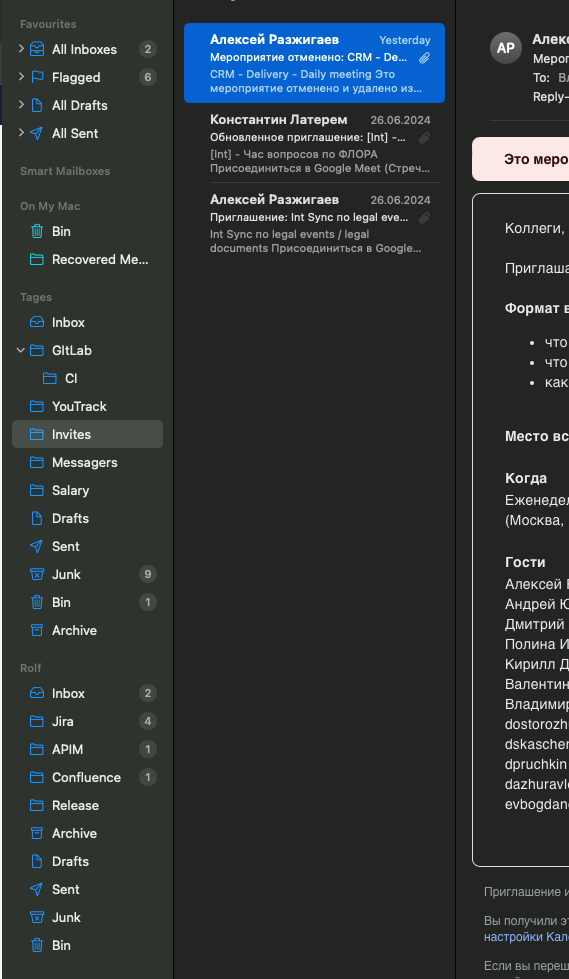 Favourites
All Inboxes 2
Flagged 6
All Drafts
All Sent
Smart Mailboxes
On My Mac
Bin
Recovered Me...
Tages
Inbox
GItLab
CI
YouTrack
Invites
Messagers
Salary
Drafts
Sent
Junk 9
Bin 1
Archive
Rolf
Inbox 2
Jira 4
APIM 1
Confluence 1
Release
Archive
Drafts
Sent
Junk
Bin
Алексей Разжигаев Yesterday
Мероприятие отменено: CRM - De...
CRM - Delivery - Daily meeting Это
мероприятие отменено и удалено из...
Константин Латерем 26.06.2024
Обновленное приглашение: [Int] -...
[Int] - Час вопросов по ФЛОРА
Присоединиться в Google Meet (Стреч...
Алексей Разжигаев 26.06.2024
Приглашение: Int Sync по legal eve...
Int Sync по legal events / legal
documents Присоединиться в Google...
АР
Алекс
Мероп
To: Вл
Reply-
Это меро
Коллеги,
Приглаша
Формат в
• что
• что
• как
Место вс
Когда
Еженедел
(Москва,
Гости
Алексей
Андрей Ю
Дмитрий
Полина И
Кирилл Д
Валентин
Владимир
dostorozh
dskascher
dpruchkin
dazhuravle
evbogdan
Приглашение и
Вы получили эт
настройки Кал
Если вы переш